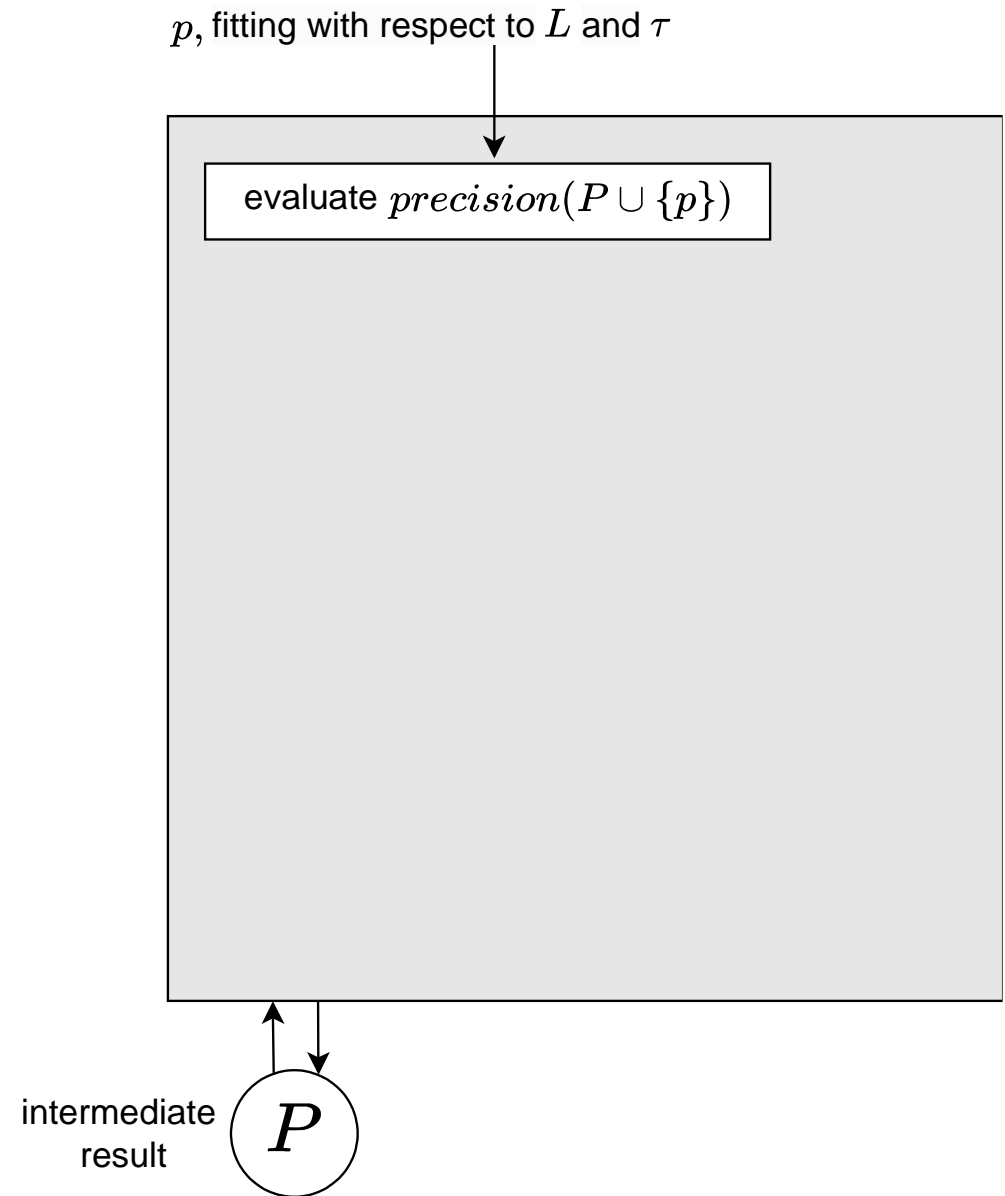 p, fitting with respect to L and τ
evaluate precision(P ∪ {p})
intermediate
result
P